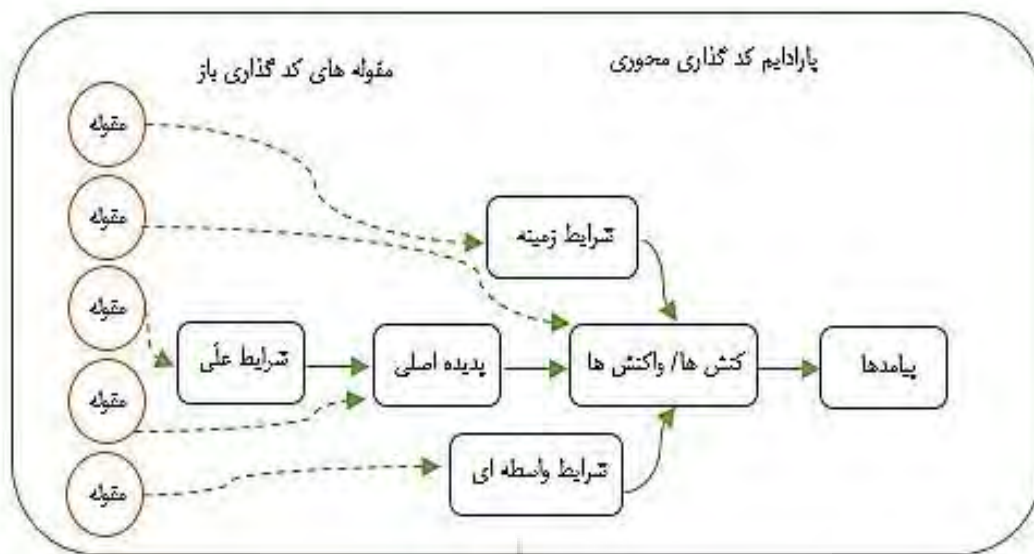 پارادایم کد گذاری محوری
مقوله های کد گذاری باز
مقوله
مقوله
مقوله
مقوله
مقوله
شرایط زمینه
شرایط علّی
پدیده اصلی
کنش ها/ واکنش ها
پیامدها
شرایط واسطه ای